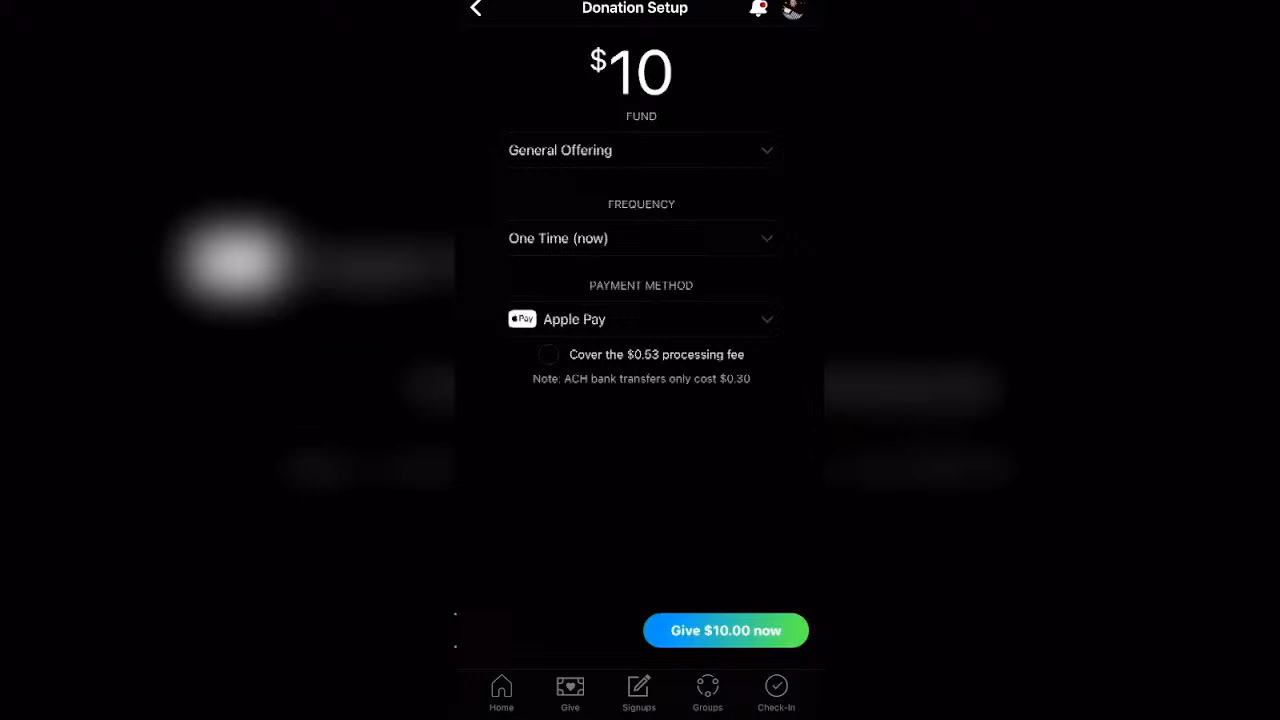 Donation Setup
$10
FUND
General Offering
FREQUENCY
One Time (now)
PAYMENT METHOD
Pay Apple Pay
Cover the $0.53 processing fee
Note: ACH bank transfers only cost $0.30
Give $10.00 now
Home Give Signups Groups Check-In